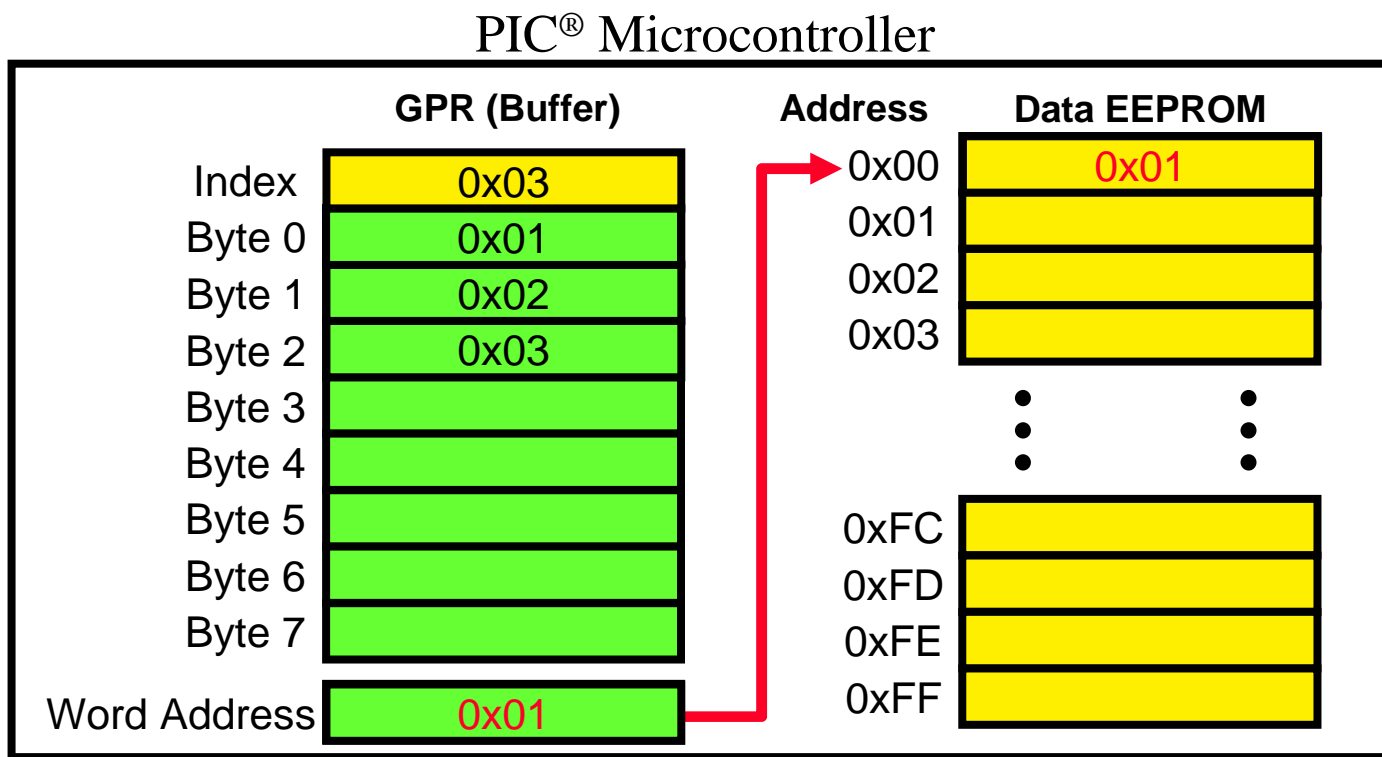 PIC® Microcontroller
GPR (Buffer) Address Data EEPROM
Index 0x03 0x00 0x01
Byte 0 0x01 0x01
Byte 1 0x02 0x02
Byte 2 0x03 0x03
Byte 3
Byte 4
Byte 5 0xFC
Byte 6 0xFD
Byte 7 0xFE
Word Address 0x01 0xFF